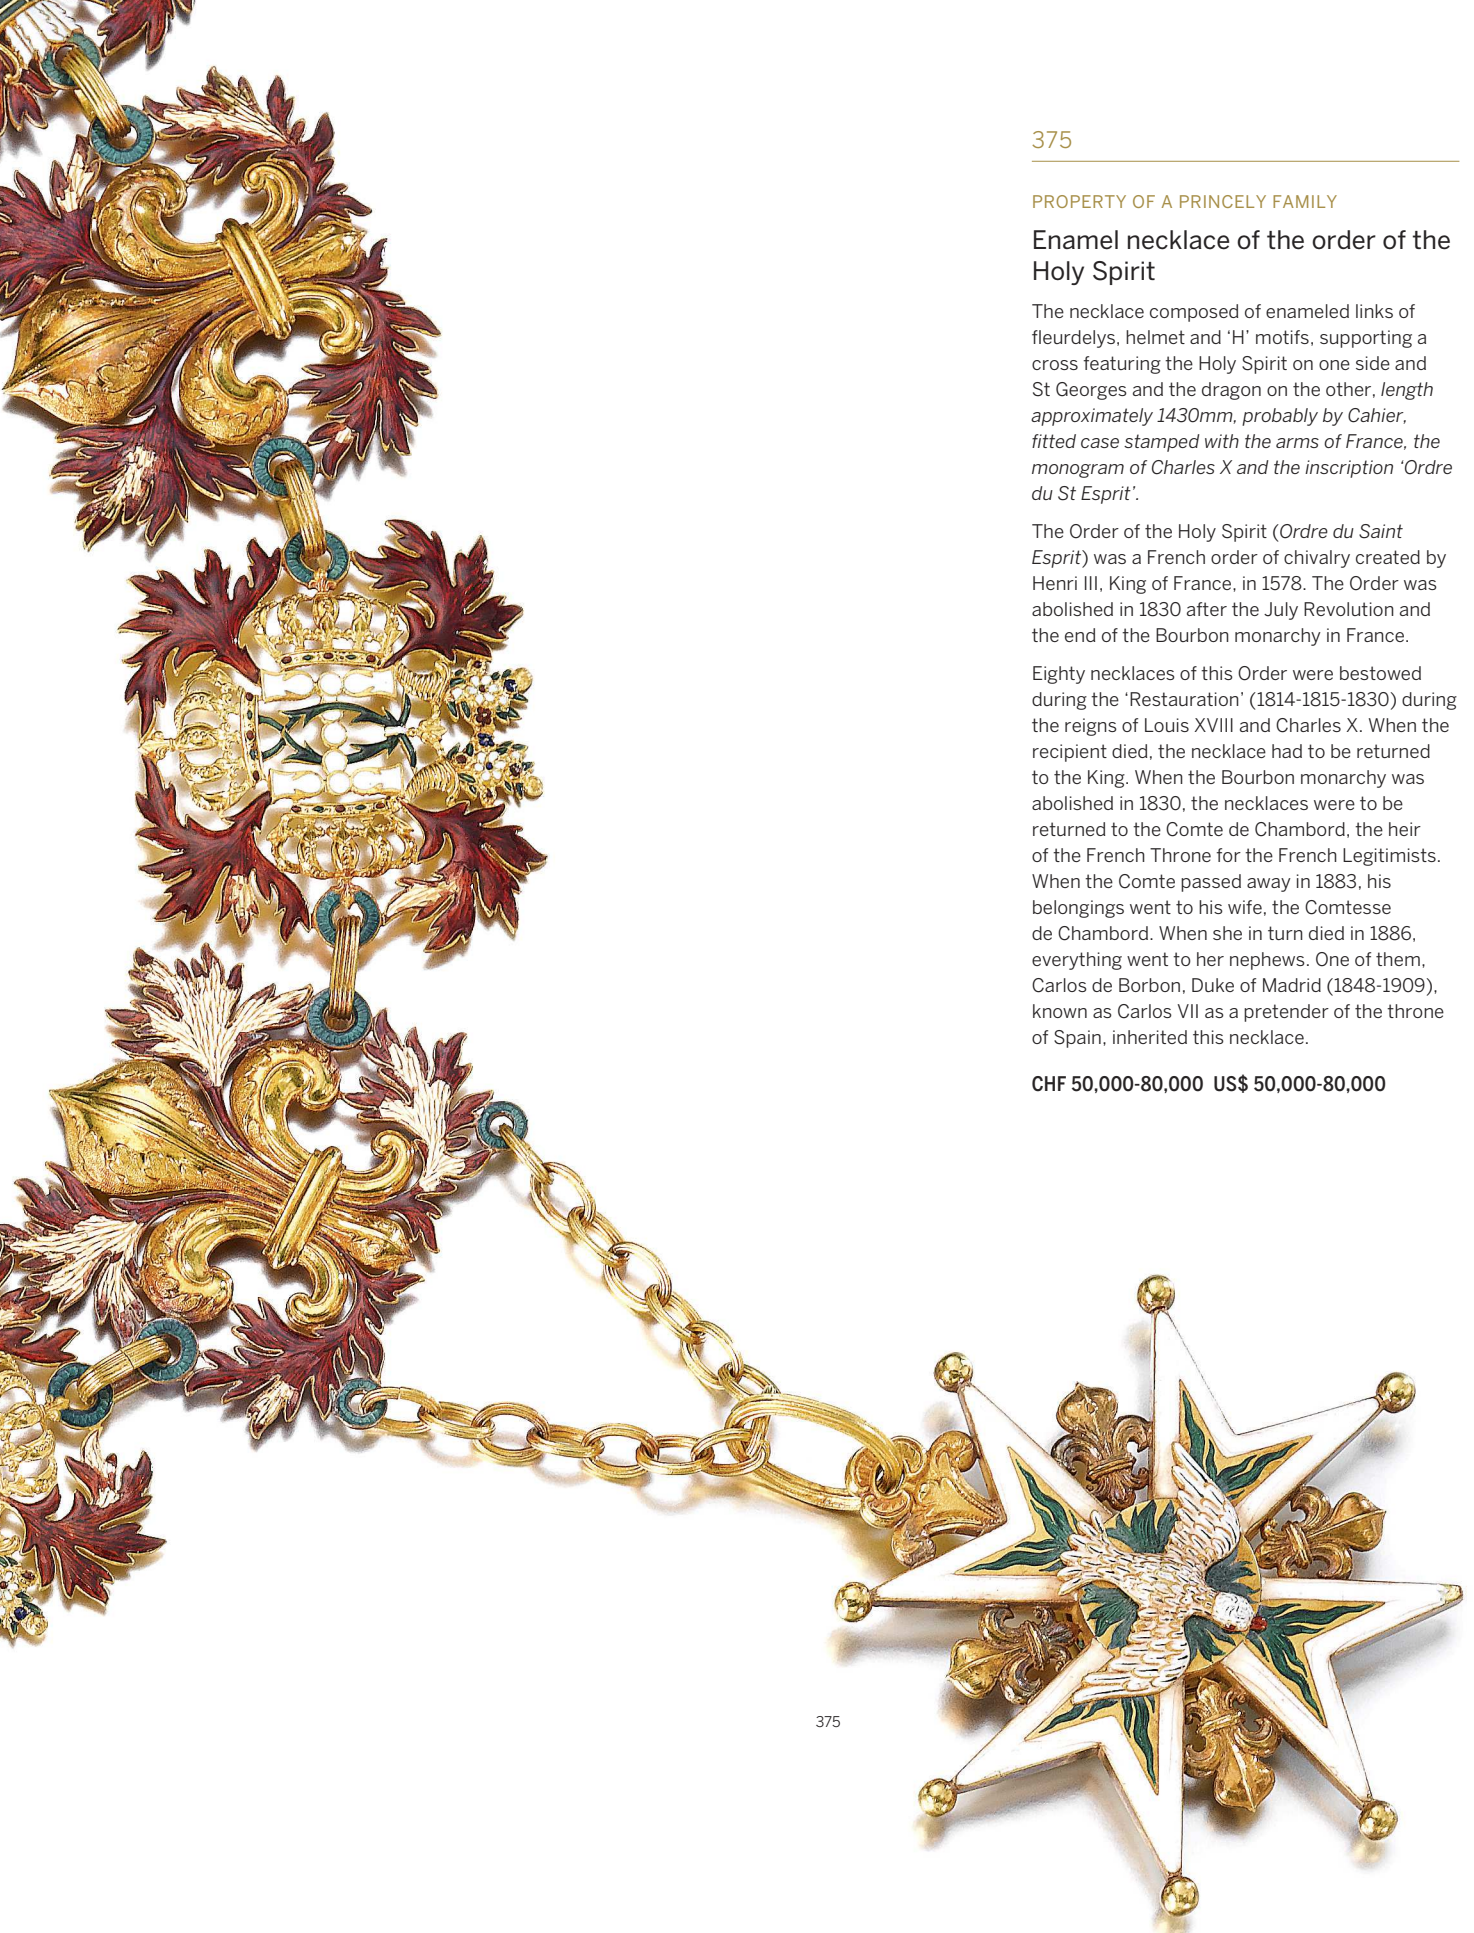 375
PROPERTY OF A PRINCELY FAMILY
Enamel necklace of the order of the
Holy Spirit
The necklace composed of enameled links of
fleurdelys, helmet and ‘H’ motifs, supporting a
cross featuring the Holy Spirit on one side and
St Georges and the dragon on the other, length
approximately 1430mm, probably by Cahier,
fitted case stamped with the arms of France, the
monogram of Charles X and the inscription ‘Ordre
du St Esprit’.
The Order of the Holy Spirit (Ordre du Saint
Esprit) was a French order of chivalry created by
Henri III, King of France, in 1578. The Order was
abolished in 1830 after the July Revolution and
the end of the Bourbon monarchy in France.
Eighty necklaces of this Order were bestowed
during the ‘Restauration’ (1814-1815-1830) during
the reigns of Louis XVIII and Charles X. When the
recipient died, the necklace had to be returned
to the King. When the Bourbon monarchy was
abolished in 1830, the necklaces were to be
returned to the Comte de Chambord, the heir
of the French Throne for the French Legitimists.
When the Comte passed away in 1883, his
belongings went to his wife, the Comtesse
de Chambord. When she in turn died in 1886,
everything went to her nephews. One of them,
Carlos de Borbon, Duke of Madrid (1848-1909),
known as Carlos VII as a pretender of the throne
of Spain, inherited this necklace.
CHF 50,000-80,000 US$ 50,000-80,000
375